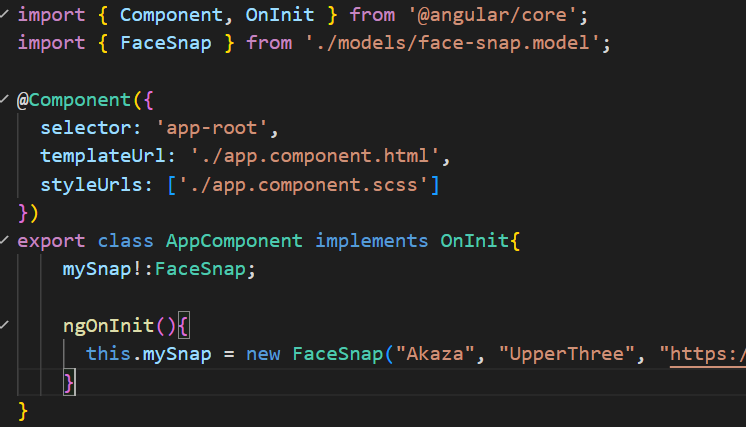 import { Component, OnInit } from '@angular/core';
import { FaceSnap } from './models/face-snap.model';
@Component({
selector: 'app-root',
templateUrl: './app.component.html',
styleUrls: ['./app.component.scss']
})
export class AppComponent implements OnInit{
mySnap!:FaceSnap;
ngOnInit(){
this.mySnap = new FaceSnap("Akaza", "UpperThree", "https:/
}
}